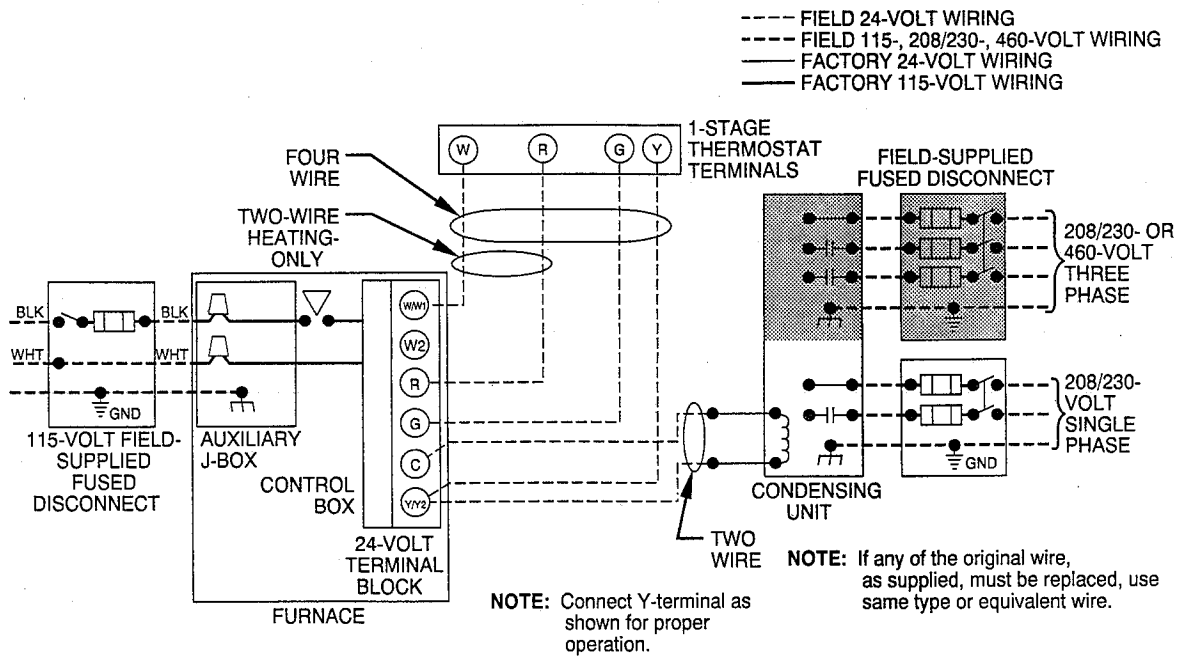 FIELD 24-VOLT WIRING
FIELD 115-, 208/230-, 460-VOLT WIRING
FACTORY 24-VOLT WIRING
FACTORY 115-VOLT WIRING
1-STAGE
THERMOSTAT
TERMINALS
W
R
G
Y
FOUR
WIRE
TWO-WIRE
HEATING-
ONLY
FIELD-SUPPLIED
FUSED DISCONNECT
208/230- OR
460-VOLT
THREE
PHASE
BLK
BLK
WHT
WHT
GND
W/W1
W2
R
G
C
Y/Y2
115-VOLT FIELD-
SUPPLIED
FUSED
DISCONNECT
AUXILIARY
J-BOX
CONTROL
BOX
24-VOLT
TERMINAL
BLOCK
FURNACE
208/230-
VOLT
SINGLE
PHASE
GND
CONDENSING
UNIT
TWO
WIRE
NOTE: Connect Y-terminal as
shown for proper
operation.
NOTE: If any of the original wire,
as supplied, must be replaced, use
same type or equivalent wire.